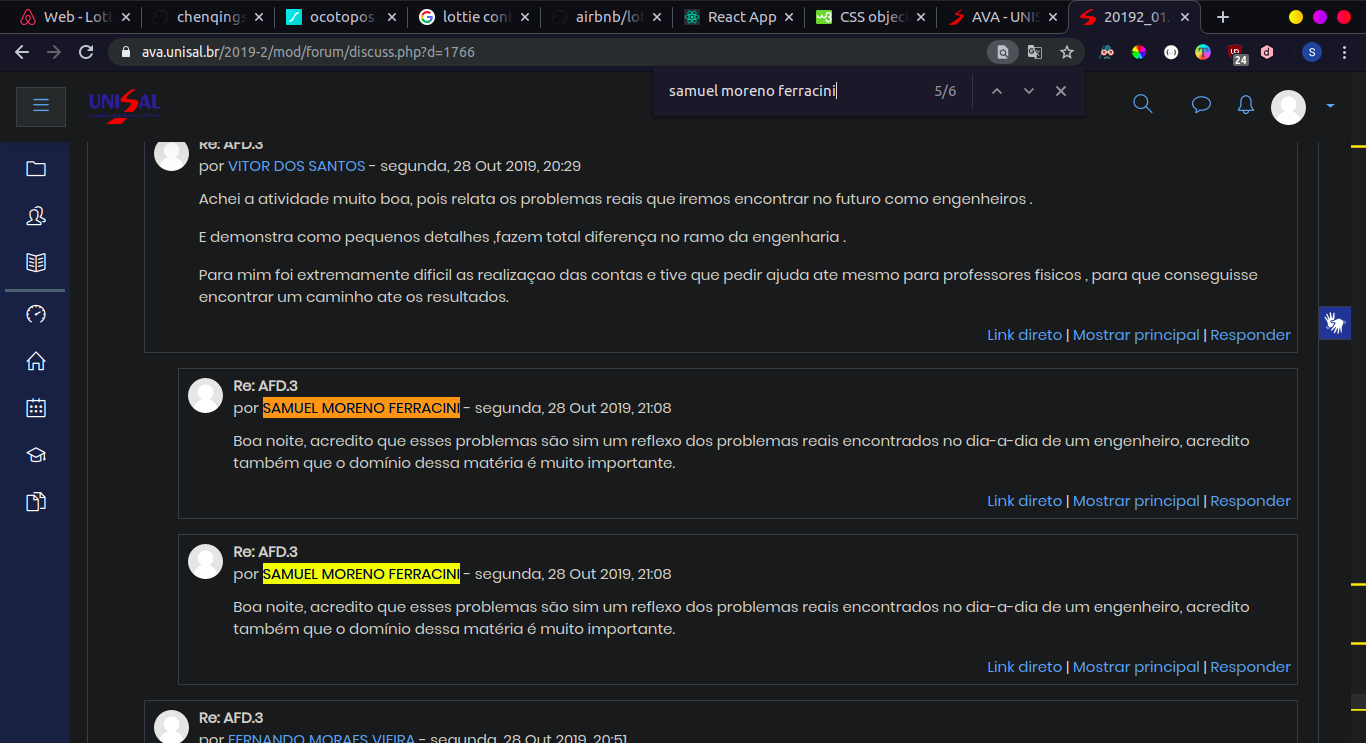 Web - Lott
chenqings
ocotopos
lottie cont
airbnb/lot
React App
CSS object
AVA - UNIS
20192_01.
ava.unisal.br/2019-2/mod/forum/discuss.php?d=1766
24
S
samuel moreno ferracini
5/6
UNISAL
Re: AFD.3
por VITOR DOS SANTOS - segunda, 28 Out 2019, 20:29
Achei a atividade muito boa, pois relata os problemas reais que iremos encontrar no futuro como engenheiros .
E demonstra como pequenos detalhes ,fazem total diferença no ramo da engenharia .
Para mim foi extremamente dificil as realizaçao das contas e tive que pedir ajuda ate mesmo para professores fisicos , para que conseguisse
encontrar um caminho ate os resultados.
Link direto | Mostrar principal | Responder
Re: AFD.3
por SAMUEL MORENO FERRACINI - segunda, 28 Out 2019, 21:08
Boa noite, acredito que esses problemas são sim um reflexo dos problemas reais encontrados no dia-a-dia de um engenheiro, acredito
também que o domínio dessa matéria é muito importante.
Link direto | Mostrar principal | Responder
Re: AFD.3
por SAMUEL MORENO FERRACINI - segunda, 28 Out 2019, 21:08
Boa noite, acredito que esses problemas são sim um reflexo dos problemas reais encontrados no dia-a-dia de um engenheiro, acredito
também que o domínio dessa matéria é muito importante.
Link direto | Mostrar principal | Responder
Re: AFD.3
por FERNANDO MORAES VIEIRA - segunda, 28 Out 2019, 20:51